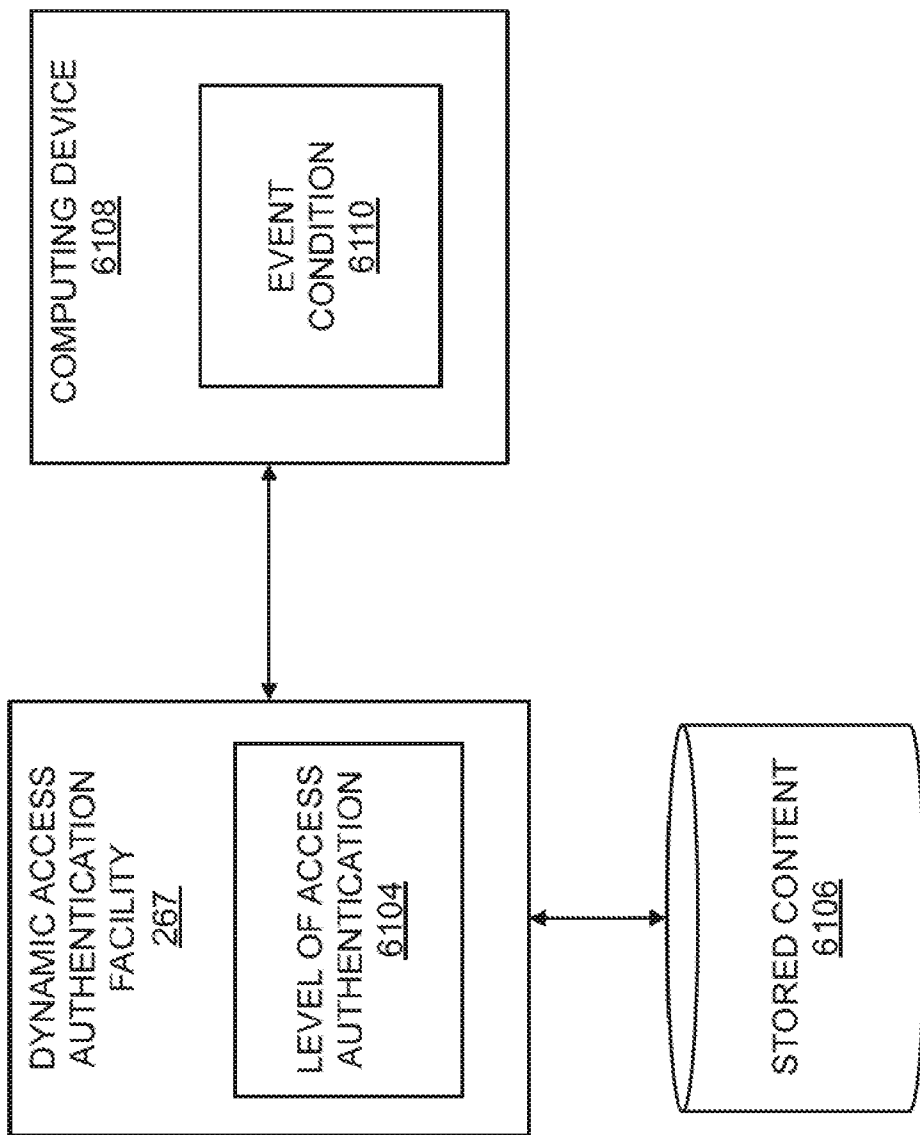 DYNAMIC ACCESS
AUTHENTICATION
FACILITY
267
LEVEL OF ACCESS
AUTHENTICATION
6104
STORED CONTENT
6106
COMPUTING DEVICE
6108
EVENT
CONDITION
6110